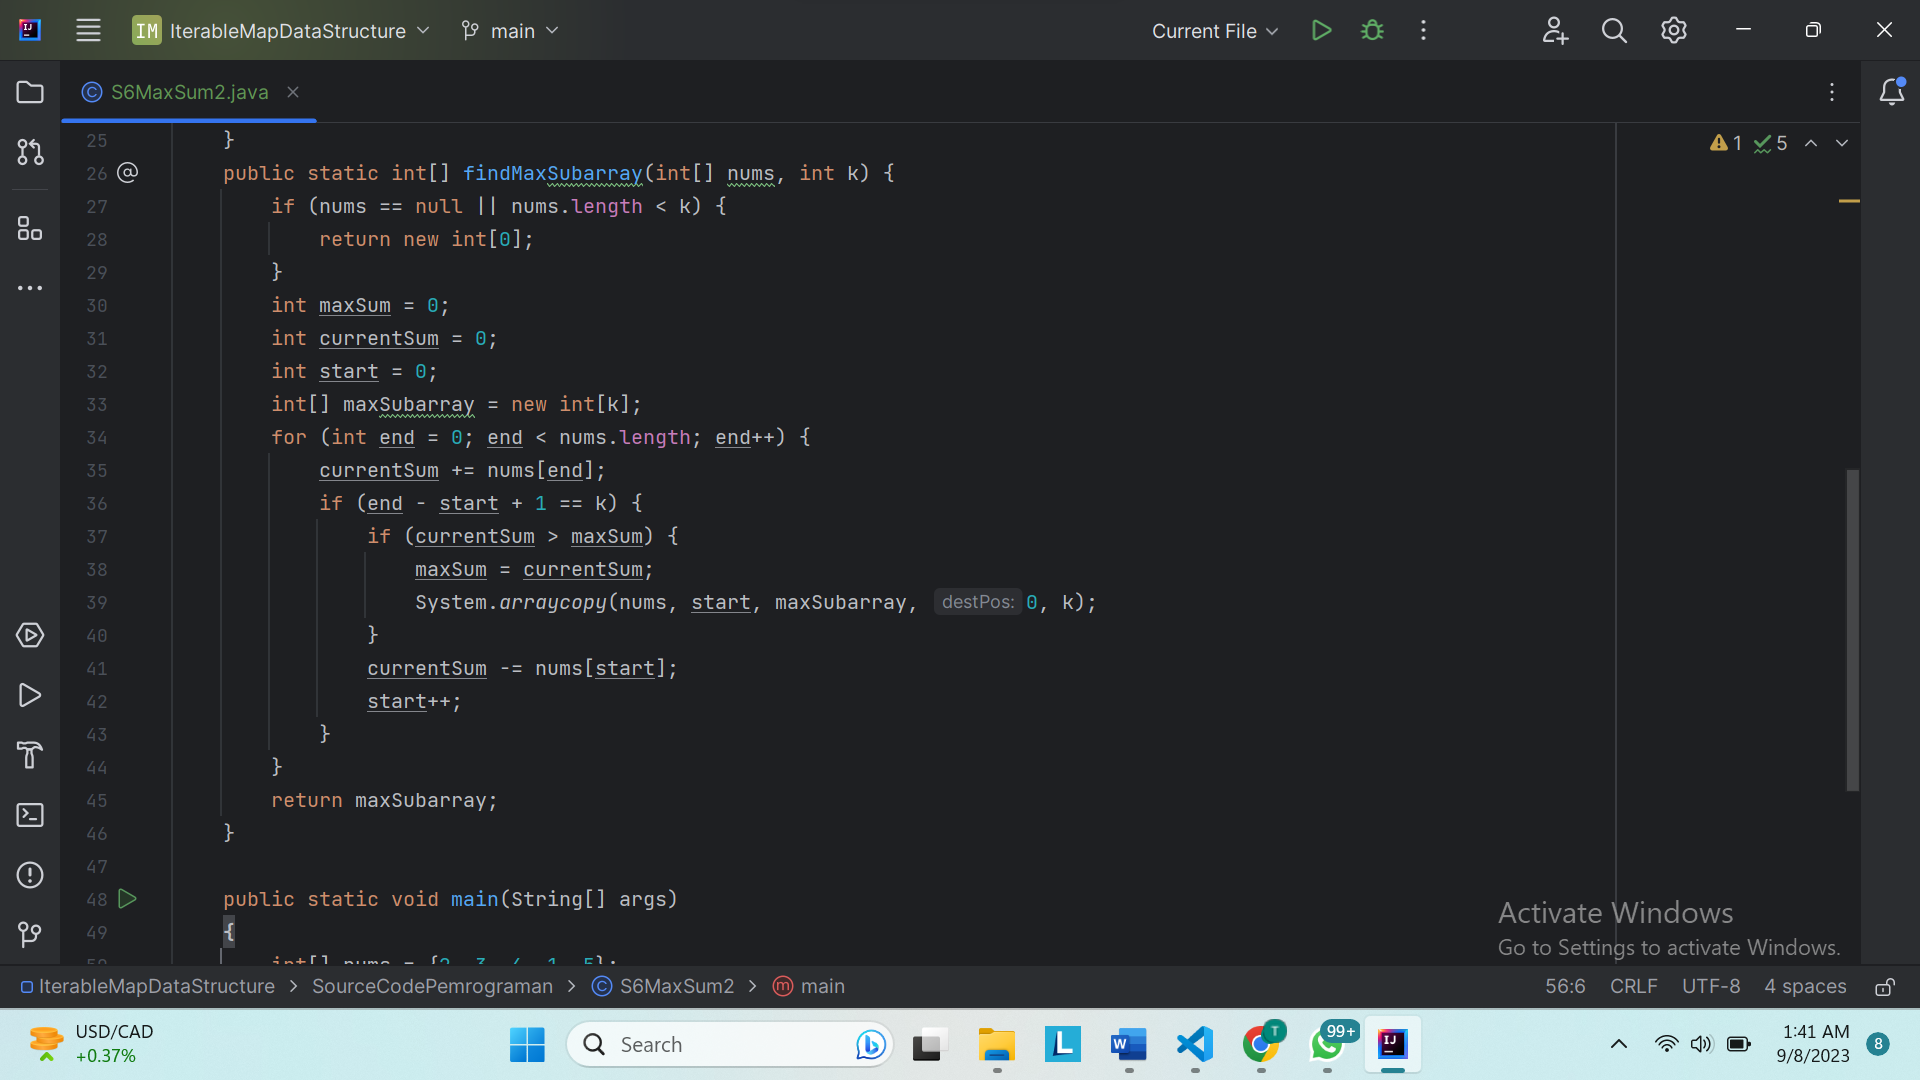 IM IterableMapDataStructure main Current File
S6MaxSum2.java
1 5
25 }
26 @ public static int[] findMaxSubarray(int[] nums, int k) {
27 if (nums == null || nums.length < k) {
28 return new int[0];
29 }
30 int maxSum = 0;
31 int currentSum = 0;
32 int start = 0;
33 int[] maxSubarray = new int[k];
34 for (int end = 0; end < nums.length; end++) {
35 currentSum += nums[end];
36 if (end - start + 1 == k) {
37 if (currentSum > maxSum) {
38 maxSum = currentSum;
39 System.arraycopy(nums, start, maxSubarray, destPos: 0, k);
40 }
41 currentSum -= nums[start];
42 start++;
43 }
44 }
45 return maxSubarray;
46 }
47
48 public static void main(String[] args)
49 {
int[] nums = {2, 3, 4, 1, 5};
Activate Windows
Go to Settings to activate Windows.
IterableMapDataStructure > SourceCodePemrograman > S6MaxSum2 > main 56:6 CRLF UTF-8 4 spaces
USD/CAD
+0.37%
Search
T
99+
1:41 AM
9/8/2023
8